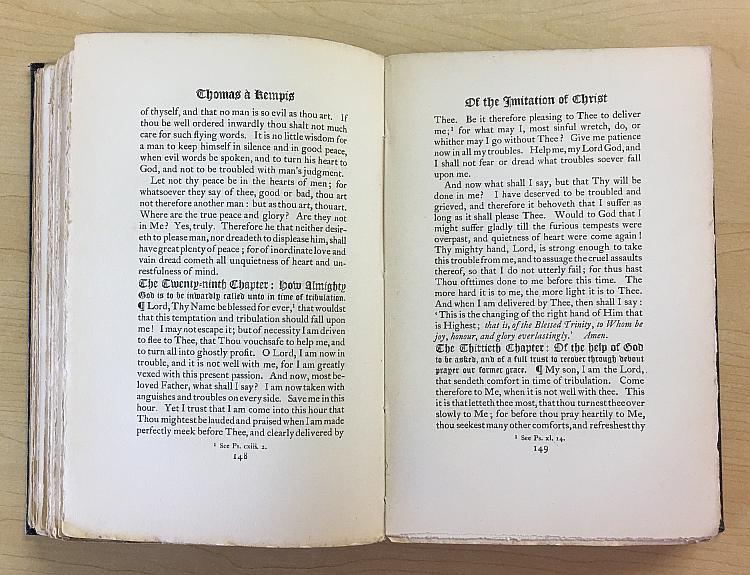 Thomas à Kempis
of thyself, and that no man is so evil as thou art. If
thou be well ordered inwardly thou shalt not much
care for such flying words. It is no little wisdom for
a man to keep himself in silence and in good peace,
when evil words be spoken, and to turn his heart to
God, and not to be troubled with man's judgment.
Let not thy peace be in the hearts of men; for
whatsoever they say of thee, good or bad, thou art
not therefore another man: but as thou art, thou art.
Where are the true peace and glory? Are they not
in Me? Yes, truly. Therefore he that neither desir-
eth to please man, nor dreadeth to displease him, shall
have great plenty of peace; for of inordinate love and
vain dread cometh all unquietness of heart and un-
restfulness of mind.
The Twenty-ninth Chapter: How Almighty
God is to be inwardly called unto in time of tribulation.
¶ Lord, Thy Name be blessed for ever,¹ that wouldst
that this temptation and tribulation should fall upon
me! I may not escape it; but of necessity I am driven
to flee to Thee, that Thou vouchsafe to help me, and
to turn all into ghostly profit. O Lord, I am now in
trouble, and it is not well with me, for I am greatly
vexed with this present passion. And now, most be-
loved Father, what shall I say? I am now taken with
anguishes and troubles on every side. Save me in this
hour. Yet I trust that I am come into this hour that
Thou mightest be lauded and praised when I am made
perfectly meek before Thee, and clearly delivered by
¹ See Ps. cxiii. 2.
148
Of the Imitation of Christ
Thee. Be it therefore pleasing to Thee to deliver
me;¹ for what may I, most sinful wretch, do, or
whither may I go without Thee? Give me patience
now in all my troubles. Help me, my Lord God, and
I shall not fear or dread what troubles soever fall
upon me.
And now what shall I say, but that Thy will be
done in me? I have deserved to be troubled and
grieved, and therefore it behoveth that I suffer as
long as it shall please Thee. Would to God that I
might suffer gladly till the furious tempests were
overpast, and quietness of heart were come again!
Thy mighty hand, Lord, is strong enough to take
this trouble from me, and to assuage the cruel assaults
thereof, so that I do not utterly fail; for thus hast
Thou ofttimes done to me before this time. The
more hard it is to me, the more light it is to Thee.
And when I am delivered by Thee, then shall I say:
'This is the changing of the right hand of Him that
is Highest; that is, of the Blessed Trinity, to Whom be
joy, honour, and glory everlastingly.' Amen.
The Thirtieth Chapter: Of the help of God
to be asked, and of a full trust to recover through devout
prayer our former grace. ¶ My son, I am the Lord,
that sendeth comfort in time of tribulation. Come
therefore to Me, when it is not well with thee. This
it is that letteth thee most, that thou turnest thee over
slowly to Me; for before thou pray heartily to Me,
thou seekest many other comforts, and refreshest thy
¹ See Ps. xl. 14.
149